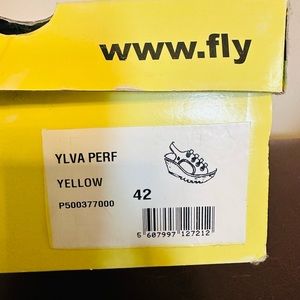 www.fly
YLVA PERF
YELLOW
P500377000
42
5 607997 127212